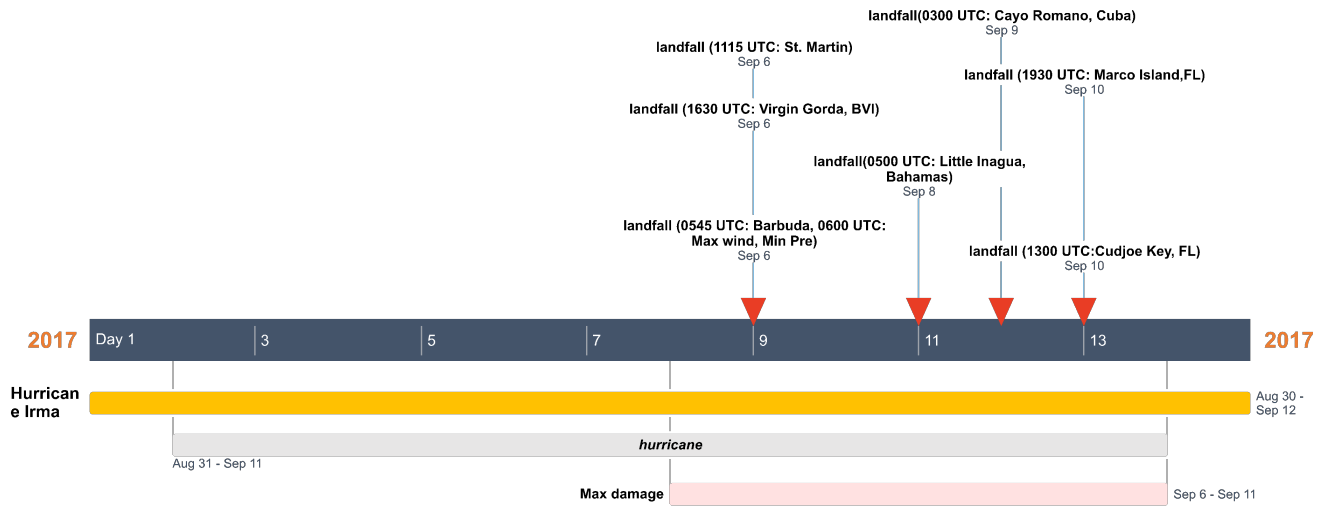 landfall(0300 UTC: Cayo Romano, Cuba)
Sep 9
landfall (1115 UTC: St. Martin)
Sep 6
landfall (1930 UTC: Marco Island,FL)
Sep 10
landfall (1630 UTC: Virgin Gorda, BVI)
Sep 6
landfall(0500 UTC: Little Inagua,
Bahamas)
Sep 8
landfall (0545 UTC: Barbuda, 0600 UTC:
Max wind, Min Pre)
Sep 6
landfall (1300 UTC:Cudjoe Key, FL)
Sep 10
2017
Day 1
3
5
7
9
11
13
2017
Hurrican
e Irma
Aug 30 -
Sep 12
hurricane
Aug 31 - Sep 11
Max damage
Sep 6 - Sep 11